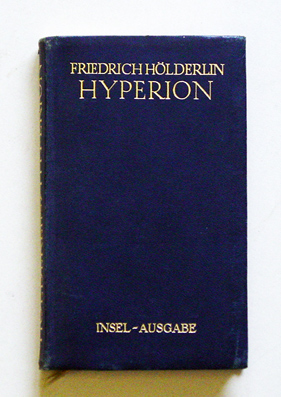 FRIEDRICH HÖLDERLIN
HYPERION
INSEL-AUSGABE